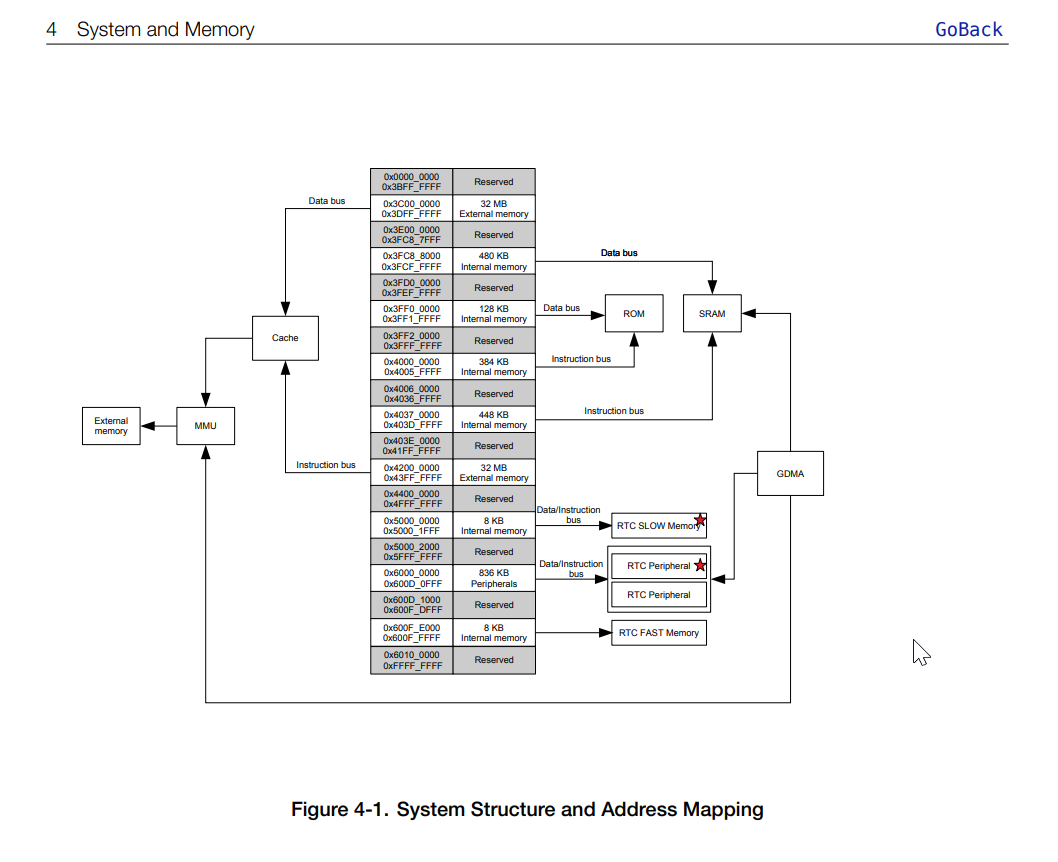 4 System and Memory
GoBack
0x0000_0000
0x3BFF_FFFF
Reserved
Data bus
0x3C00_0000
0x3DFF_FFFF
32 MB
External memory
0x3E00_0000
0x3FC8_7FFF
Reserved
0x3FC8_8000
0x3FCF_FFFF
480 KB
Internal memory
Data bus
0x3FD0_0000
0x3FEF_FFFF
Reserved
0x3FF0_0000
0x3FF1_FFFF
128 KB
Internal memory
Data bus
ROM
SRAM
Cache
0x3FF2_0000
0x3FFF_FFFF
Reserved
0x4000_0000
0x4005_FFFF
384 KB
Internal memory
Instruction bus
0x4006_0000
0x4036_FFFF
Reserved
0x4037_0000
0x403D_FFFF
448 KB
Internal memory
Instruction bus
External
memory
MMU
0x403E_0000
0x41FF_FFFF
Reserved
Instruction bus
0x4200_0000
0x43FF_FFFF
32 MB
External memory
GDMA
0x4400_0000
0x4FFF_FFFF
Reserved
0x5000_0000
0x5000_1FFF
8 KB
Internal memory
Data/Instruction
bus
RTC SLOW Memory
0x5000_2000
0x5FFF_FFFF
Reserved
0x6000_0000
0x600D_0FFF
836 KB
Peripherals
Data/Instruction
bus
RTC Peripheral
RTC Peripheral
0x600D_1000
0x600F_DFFF
Reserved
0x600F_E000
0x600F_FFFF
8 KB
Internal memory
RTC FAST Memory
0x6010_0000
0xFFFF_FFFF
Reserved
Figure 4-1. System Structure and Address Mapping